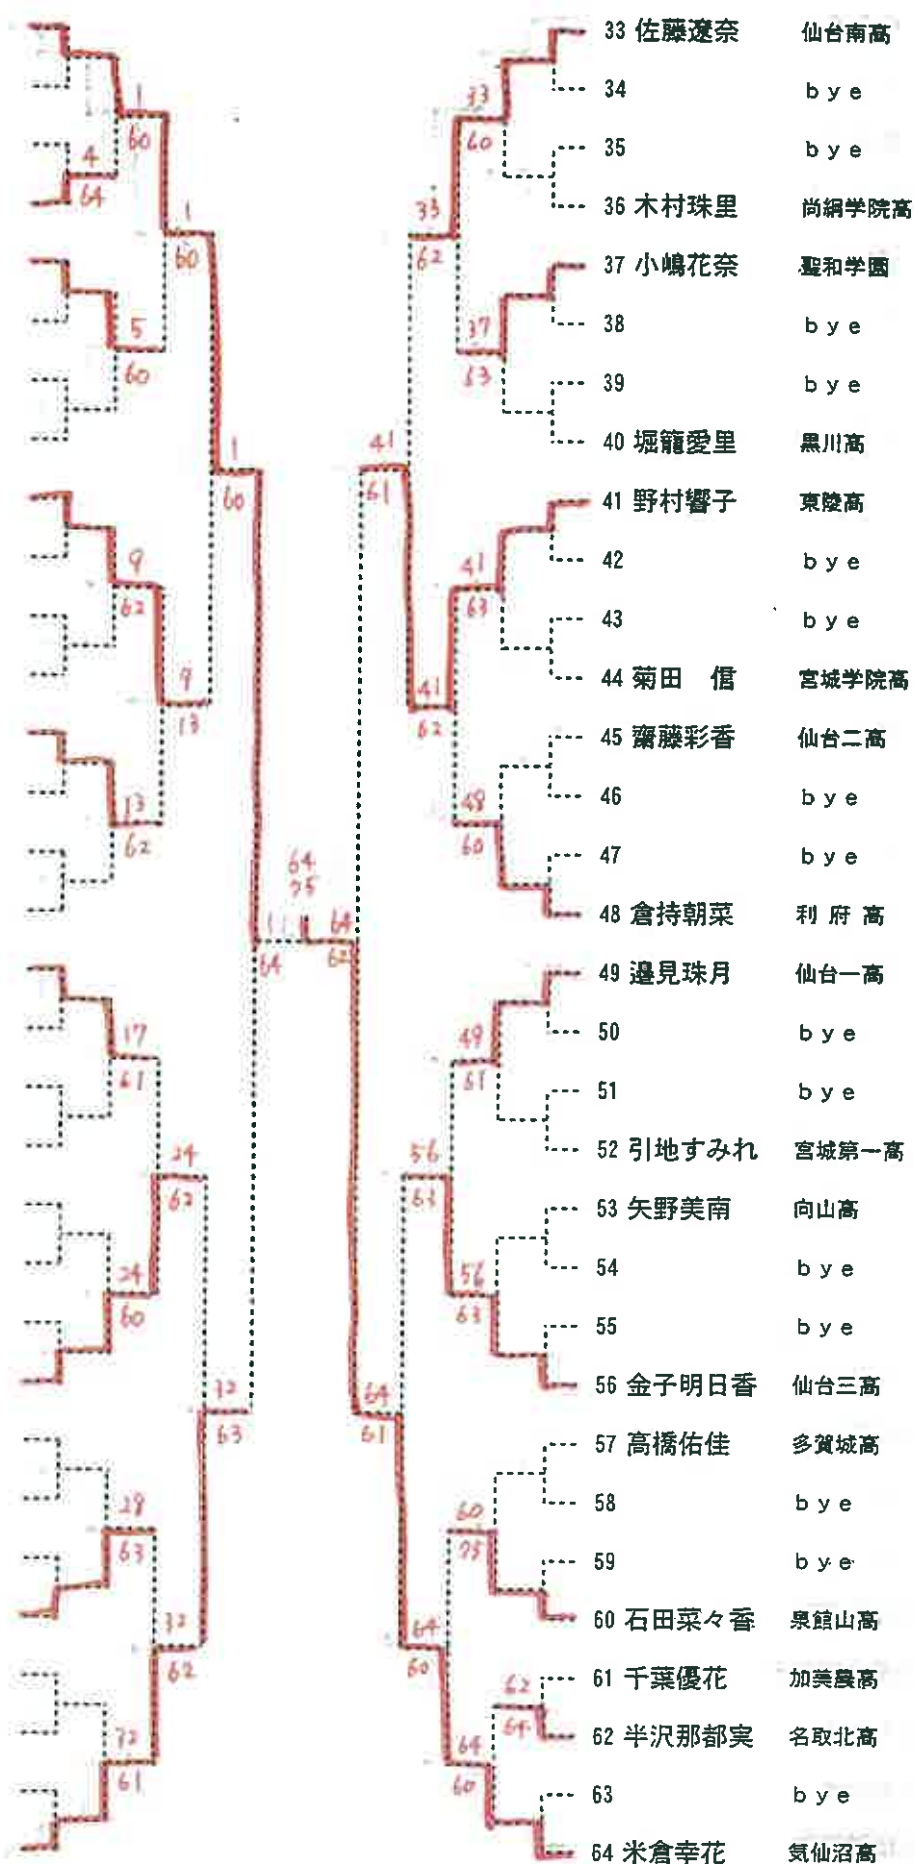 33 佐藤遼奈 仙台南高
34 bye
35 bye
36 木村珠里 尚絅学院高
37 小嶋花奈 聖和学園
38 bye
39 bye
40 堀籠愛里 黒川高
41 野村響子 東陵高
42 bye
43 bye
44 菊田 信 宮城学院高
45 齋藤彩香 仙台二高
46 bye
47 bye
48 倉持朝菜 利府高
49 邉見珠月 仙台一高
50 bye
51 bye
52 引地すみれ 宮城第一高
53 矢野美南 向山高
54 bye
55 bye
56 金子明日香 仙台三高
57 高橋佑佳 多賀城高
58 bye
59 bye
60 石田菜々香 泉館山高
61 千葉優花 加美農高
62 半沢那都実 名取北高
63 bye
64 米倉幸花 気仙沼高
1
60
4
64
1
60
5
60
1
60
9
62
9
13
13
62
1
64
17
61
24
62
24
60
32
63
63
32
62
61
64
75
64
62
33
60
33
62
37
63
41
61
41
63
41
62
48
60
49
61
56
63
56
63
64
61
60
75
64
60
62
64
64
60